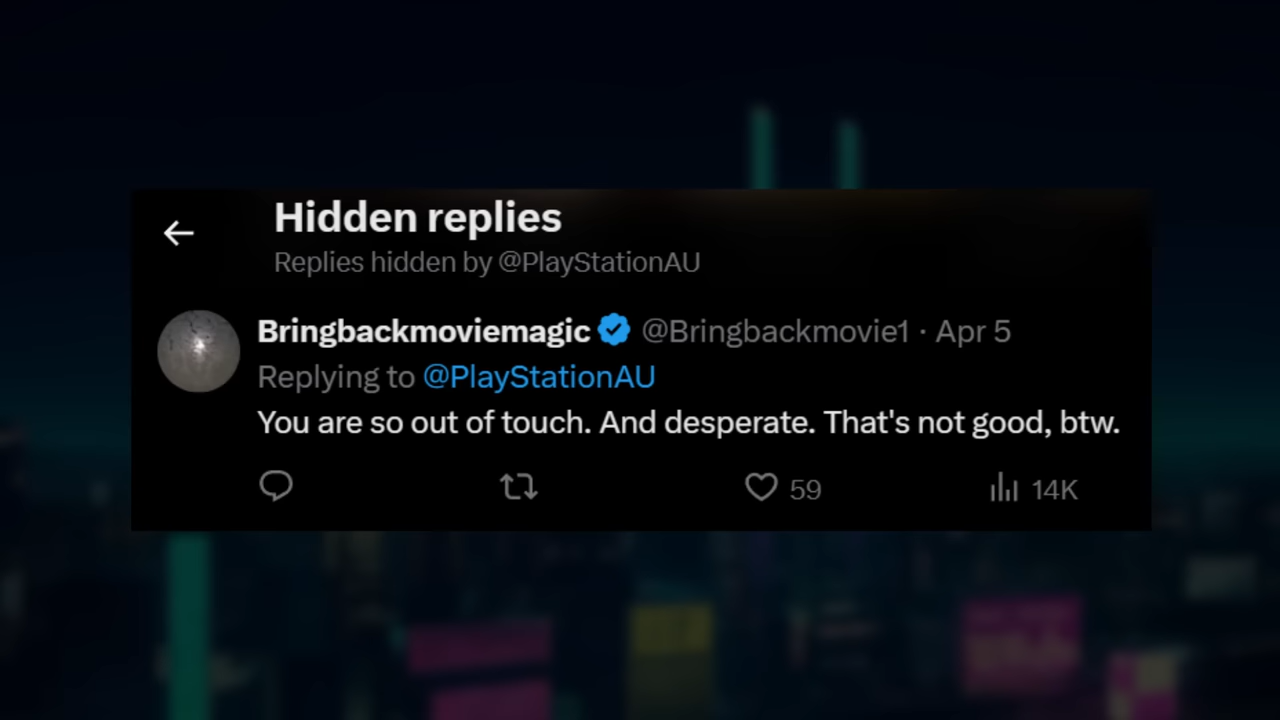 Hidden replies
Replies hidden by @PlayStationAU
Bringbackmoviemagic @Bringbackmovie1 · Apr 5
Replying to @PlayStationAU
You are so out of touch. And desperate. That's not good, btw.
59 14K